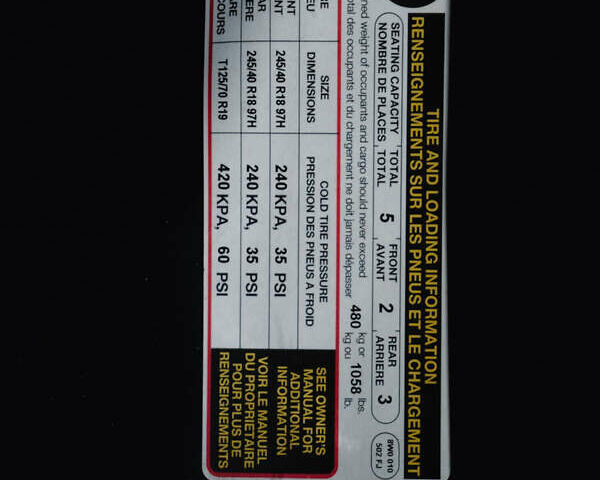 TIRE AND LOADING INFORMATION
RENSEIGNEMENTS SUR LES PNEUS ET LE CHARGEMENT
SEATING CAPACITY TOTAL 5 FRONT 2 REAR 3
NOMBRE DE PLACES TOTAL AVANT ARRIERE
8W0 010
502 FJ
weight of occupants and cargo should never exceed 480 kg or 1058 lbs.
des occupants et du chargement ne doit jamais dépasser kg ou lb.
SIZE
DIMENSIONS
COLD TIRE PRESSURE
PRESSION DES PNEUS A FROID
245/40 R18 97H 240 KPA, 35 PSI
245/40 R18 97H 240 KPA, 35 PSI
T125/70 R19 420 KPA, 60 PSI
SEE OWNER'S
MANUAL FOR
ADDITIONAL
INFORMATION
VOIR LE MANUEL
DU PROPRIETAIRE
POUR PLUS DE
RENSEIGNEMENTS